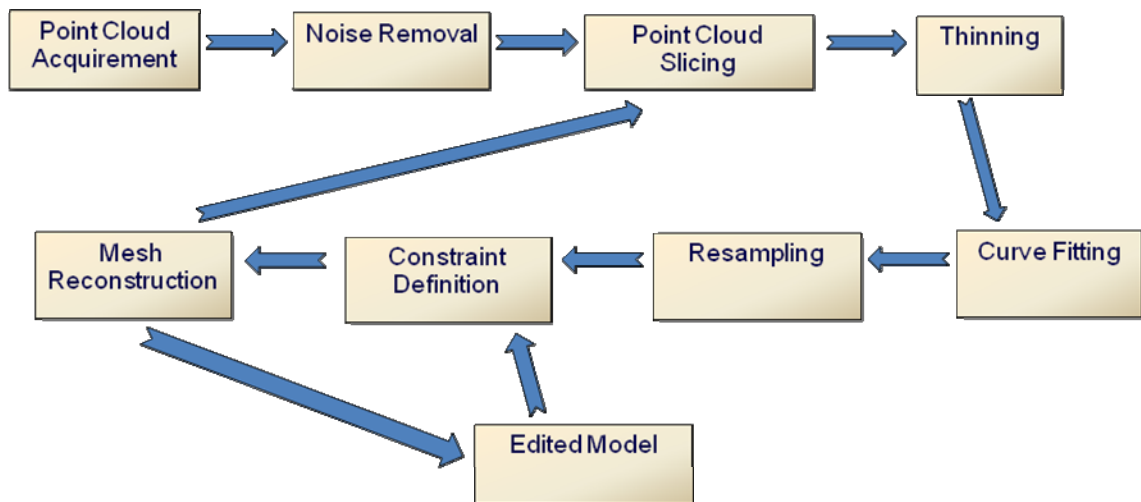 Point Cloud
Acquirement
Noise Removal
Point Cloud
Slicing
Thinning
Curve Fitting
Resampling
Constraint
Definition
Mesh
Reconstruction
Edited Model